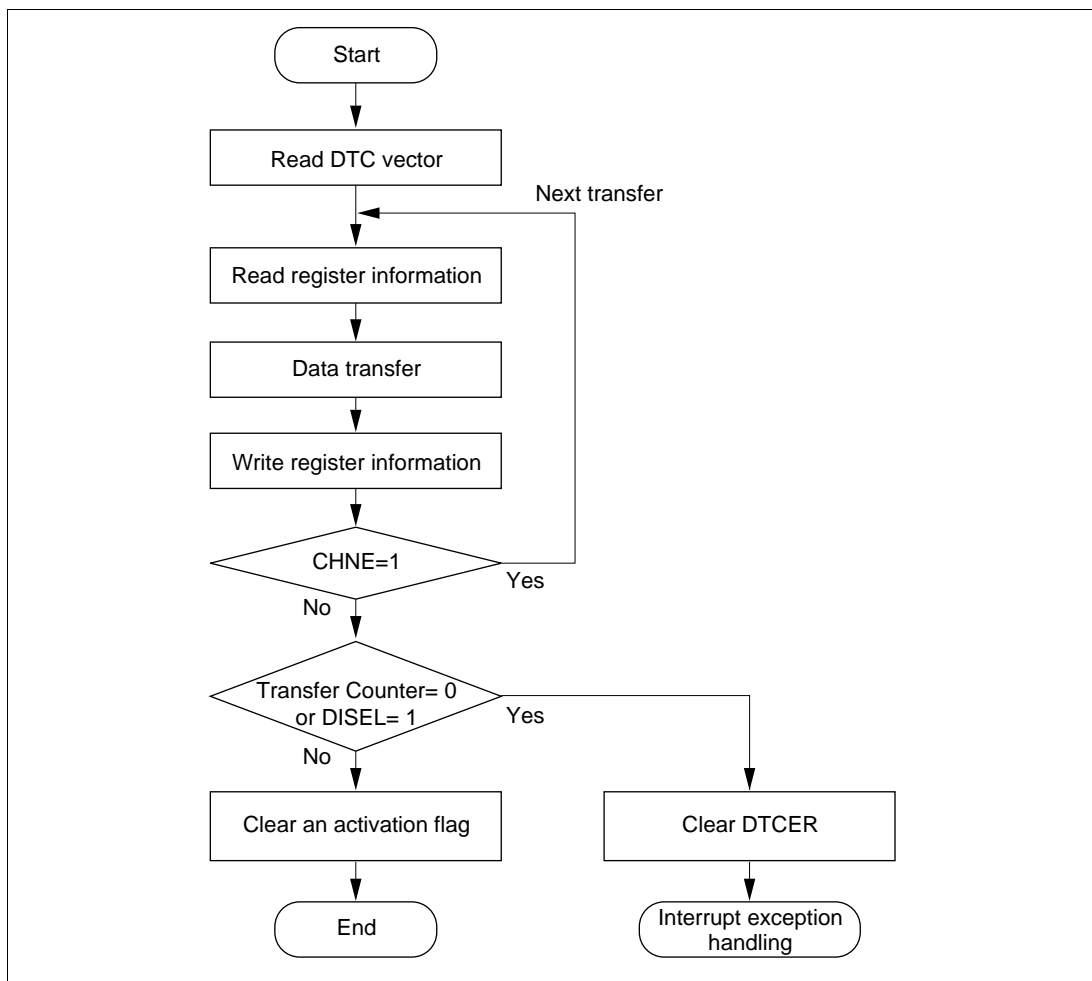 Start
Read DTC vector
Next transfer
Read register information
Data transfer
Write register information
CHNE=1
Yes
No
Transfer Counter= 0
or DISEL= 1
Yes
No
Clear an activation flag
Clear DTCER
End
Interrupt exception
handling